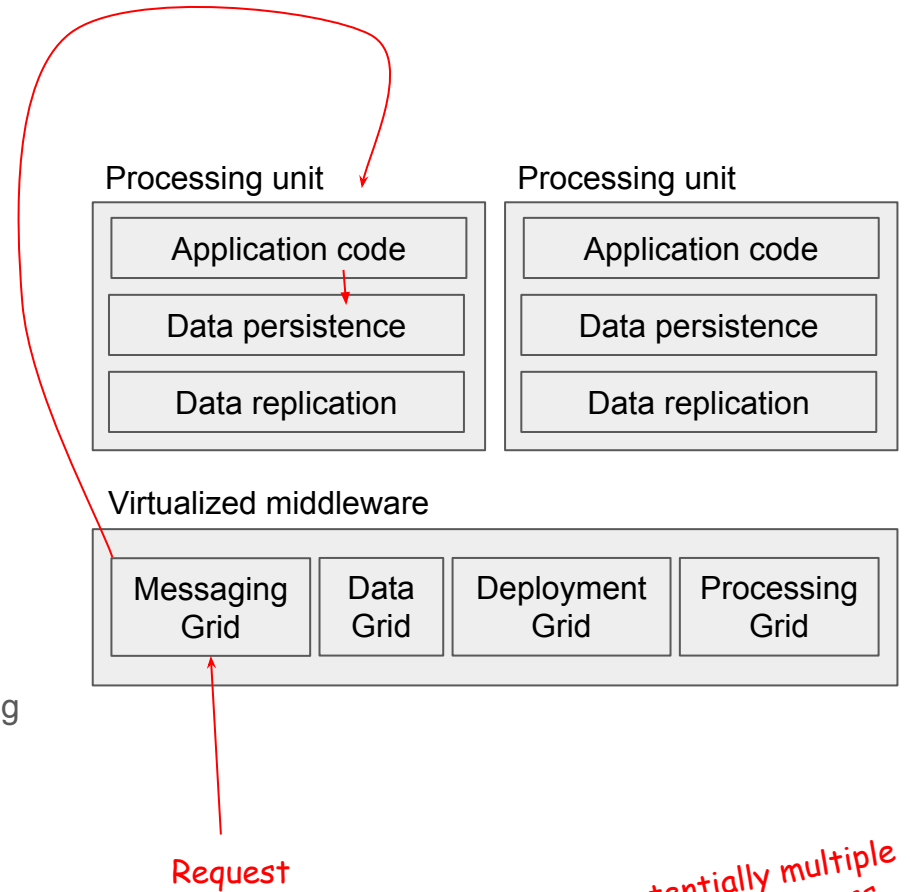 Processing unit
Processing unit
Application code
Application code
Data persistence
Data persistence
Data replication
Data replication
Virtualized middleware
Messaging
Grid
Data
Grid
Deployment
Grid
Processing
Grid
g
Request
tentially multiple